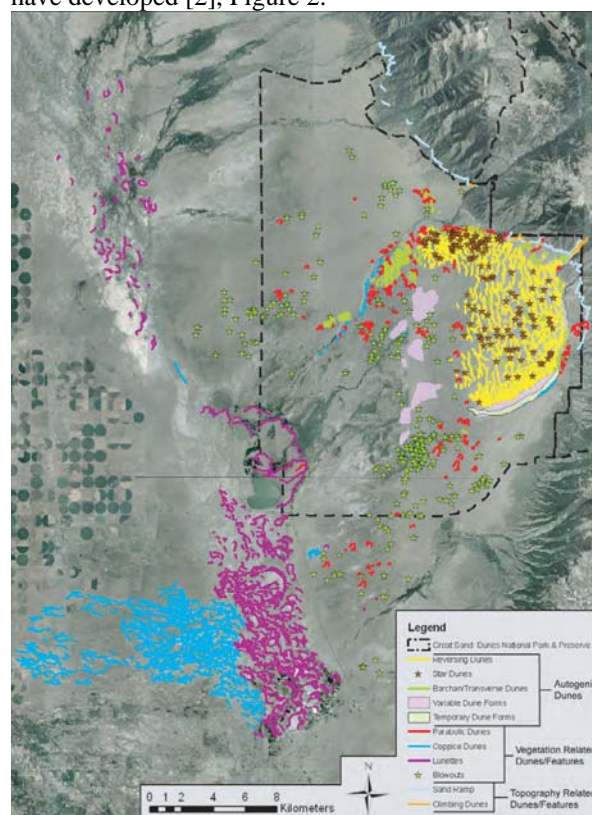 have developed [2], Figure 2.
Legend
Great Sand Dunes National Park & Preserve
Reversing Dunes
Star Dunes
Barchan/Transverse Dunes
Variable Dune Forms
Temporary Dune Forms
Autogenic
Dunes
Parabolic Dunes
Coppice Dunes
Lunettes
Blowouts
Vegetation Related
Dunes/Features
Sand Ramp
Climbing Dunes
Topography Related
Dunes/Features
N
0 1 2 4 6 8
Kilometers